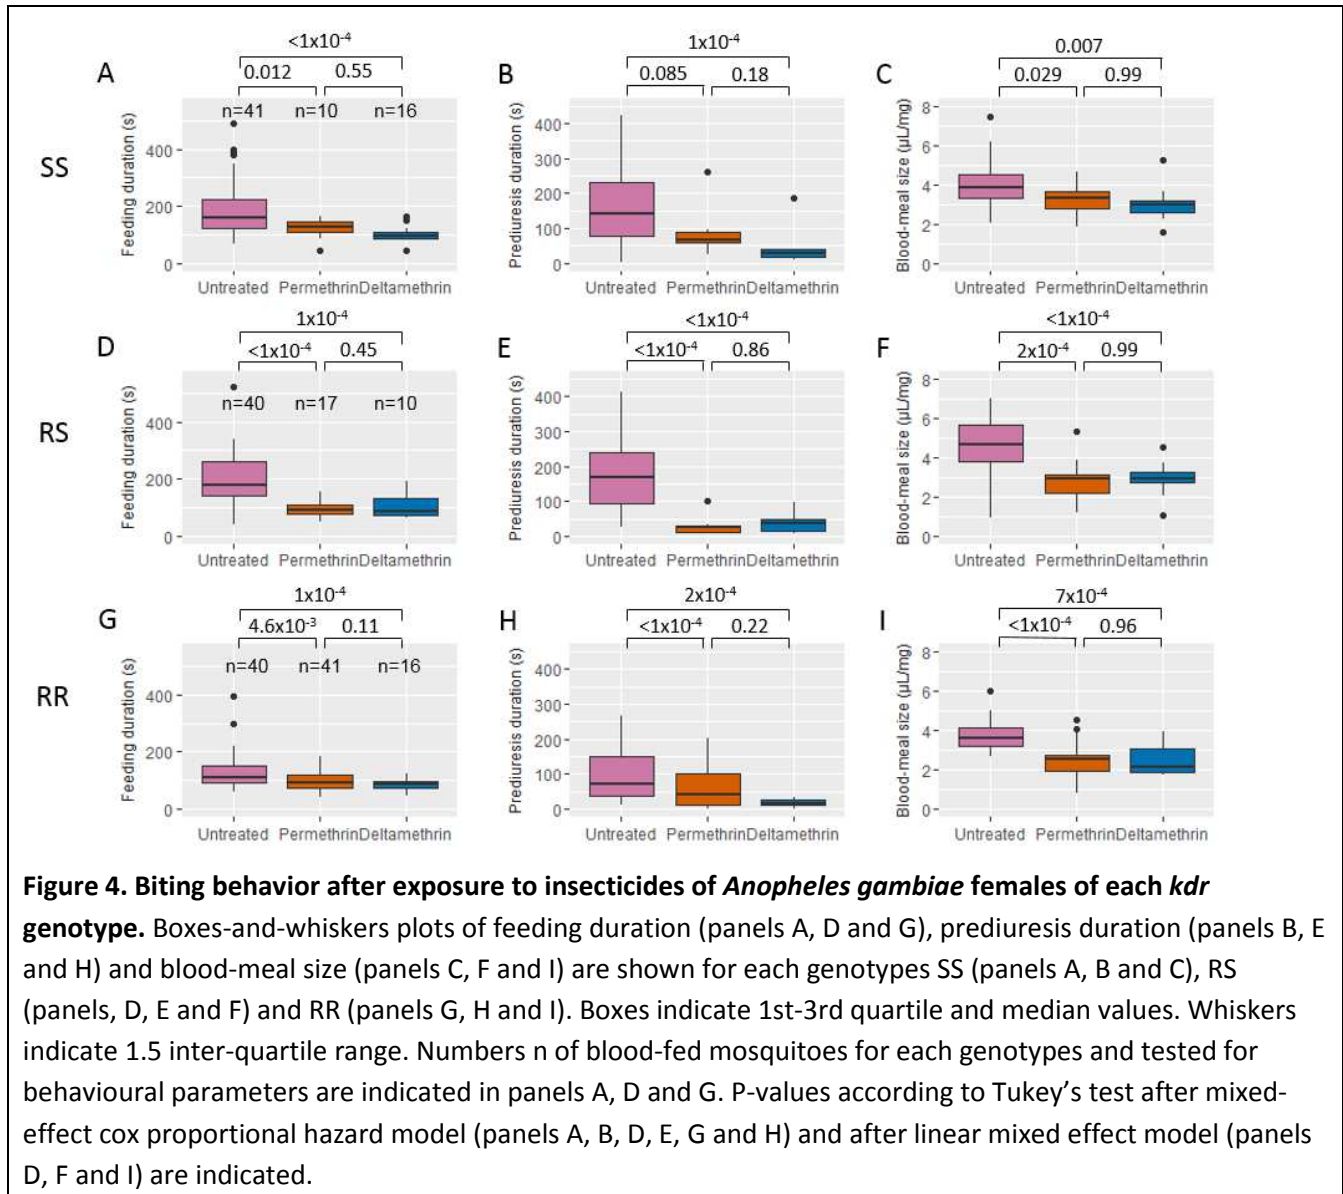 <1x10-4
1x10-4
0.007
A
0.012
0.55
B
0.085
0.18
C
0.029
0.99
SS
Feeding duration (s)
400
200
0
n=41
n=10
n=16
Untreated Permethrin Deltamethrin
Prediuresis duration (s)
400
300
200
100
0
Untreated Permethrin Deltamethrin
Blood-meal size (µL/mg)
8
6
4
2
0
Untreated Permethrin Deltamethrin
1x10-4
<1x10-4
<1x10-4
D
<1x10-4
0.45
E
<1x10-4
0.86
F
2x10-4
0.99
RS
Feeding duration (s)
400
200
0
n=40
n=17
n=10
Untreated Permethrin Deltamethrin
Prediuresis duration (s)
400
300
200
100
0
Untreated Permethrin Deltamethrin
Blood-meal size (µL/mg)
8
6
4
2
0
Untreated Permethrin Deltamethrin
1x10-4
2x10-4
7x10-4
G
4.6x10-3
0.11
H
<1x10-4
0.22
I
<1x10-4
0.96
RR
Feeding duration (s)
400
200
0
n=40
n=41
n=16
Untreated Permethrin Deltamethrin
Prediuresis duration (s)
400
300
200
100
0
Untreated Permethrin Deltamethrin
Blood-meal size (µL/mg)
8
6
4
2
0
Untreated Permethrin Deltamethrin
Figure 4. Biting behavior after exposure to insecticides of Anopheles gambiae females of each kdr
genotype. Boxes-and-whiskers plots of feeding duration (panels A, D and G), prediuresis duration (panels B, E
and H) and blood-meal size (panels C, F and I) are shown for each genotypes SS (panels A, B and C), RS
(panels, D, E and F) and RR (panels G, H and I). Boxes indicate 1st-3rd quartile and median values. Whiskers
indicate 1.5 inter-quartile range. Numbers n of blood-fed mosquitoes for each genotypes and tested for
behavioural parameters are indicated in panels A, D and G. P-values according to Tukey’s test after mixed-
effect cox proportional hazard model (panels A, B, D, E, G and H) and after linear mixed effect model (panels
D, F and I) are indicated.